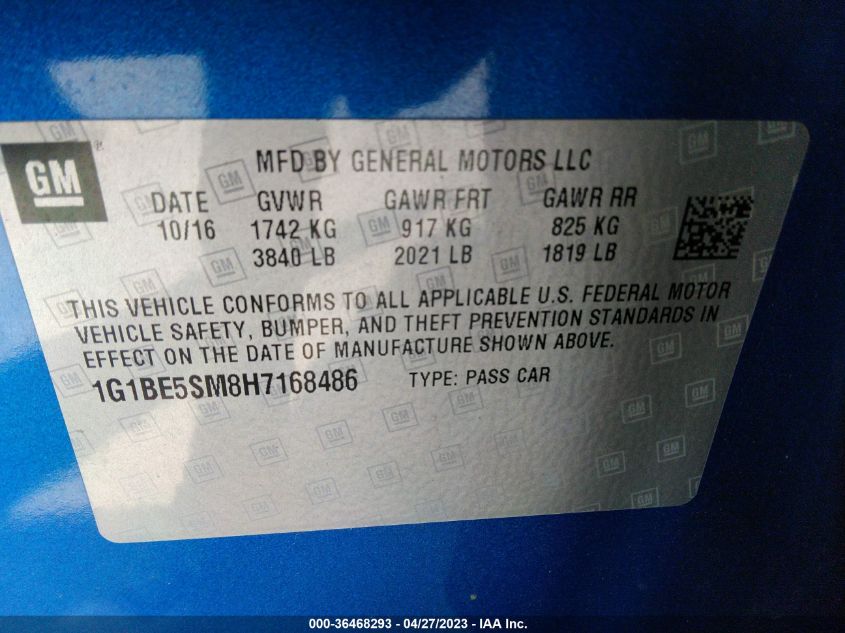 GM ®
MFD BY GENERAL MOTORS LLC
DATE GVWR GAWR FRT GAWR RR
10/16 1742 KG 917 KG 825 KG
3840 LB 2021 LB 1819 LB
THIS VEHICLE CONFORMS TO ALL APPLICABLE U.S. FEDERAL MOTOR
VEHICLE SAFETY, BUMPER, AND THEFT PREVENTION STANDARDS IN
EFFECT ON THE DATE OF MANUFACTURE SHOWN ABOVE.
1G1BE5SM8H7168486 TYPE: PASS CAR
000-36468293 - 04/27/2023 - IAA Inc.